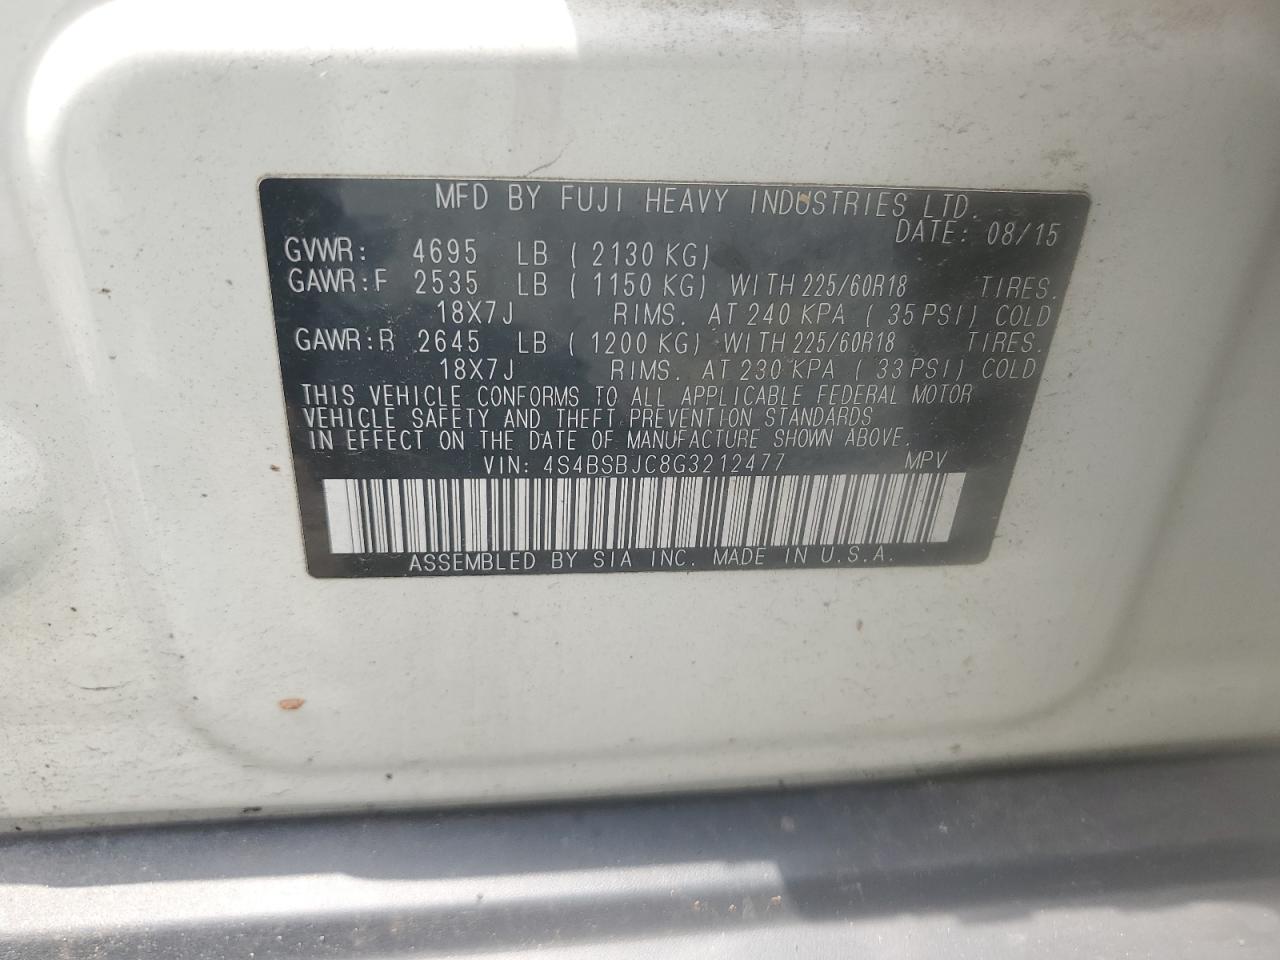 MFD BY FUJI HEAVY INDUSTRIES LTD.
DATE: 08/15
GVWR: 4695 LB ( 2130 KG)
GAWR:F 2535 LB ( 1150 KG) WITH 225/60R18 TIRES.
18X7J RIMS. AT 240 KPA ( 35 PSI) COLD
GAWR:R 2645 LB ( 1200 KG) WITH 225/60R18 TIRES.
18X7J RIMS. AT 230 KPA ( 33 PSI) COLD
THIS VEHICLE CONFORMS TO ALL APPLICABLE FEDERAL MOTOR
VEHICLE SAFETY AND THEFT PREVENTION STANDARDS
IN EFFECT ON THE DATE OF MANUFACTURE SHOWN ABOVE.
VIN: 4S4BSBJC8G3212477 MPV
ASSEMBLED BY SIA INC. MADE IN U.S.A.